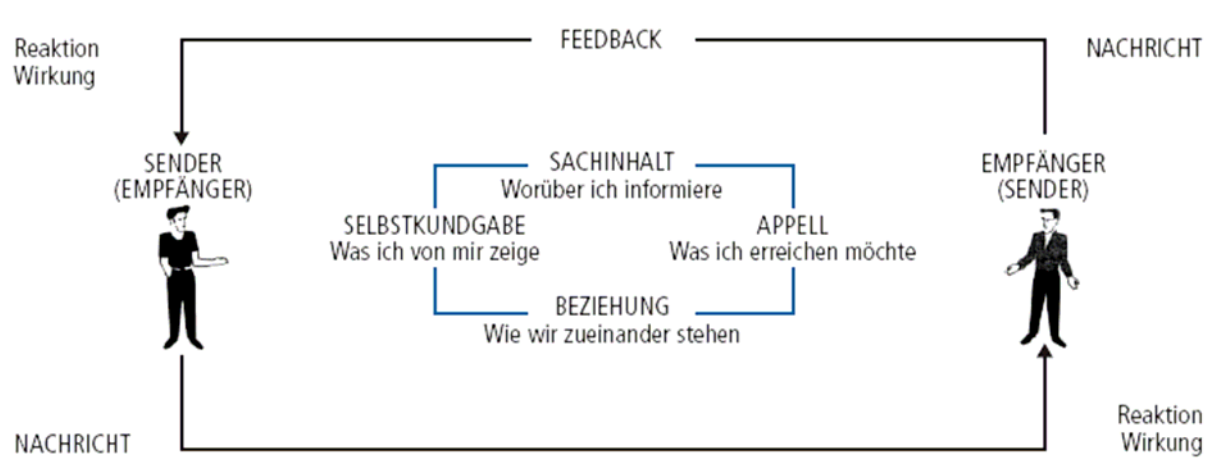 Reaktion
Wirkung
FEEDBACK
NACHRICHT
SENDER
(EMPFÄNGER)
SACHINHALT
Worüber ich informiere
EMPFÄNGER
(SENDER)
SELBSTKUNDGABE
Was ich von mir zeige
APPELL
Was ich erreichen möchte
BEZIEHUNG
Wie wir zueinander stehen
NACHRICHT
Reaktion
Wirkung